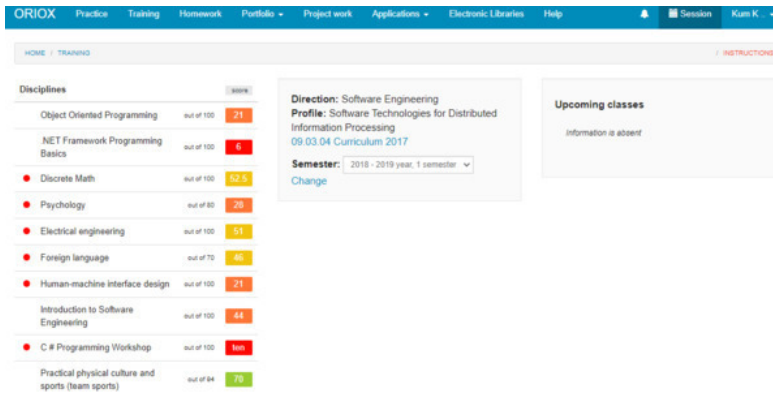 ORIOX Practice Training Homework Portfolio Project work Applications Electronic Libraries Help Session Kum K...
HOME / TRAINING / INSTRUCTIONS
Disciplines score
Object Oriented Programming out of 100 21
.NET Framework Programming
Basics out of 100 6
Discrete Math out of 100 52.5
Psychology out of 80 28
Electrical engineering out of 100 51
Foreign language out of 70 46
Human-machine interface design out of 100 21
Introduction to Software
Engineering out of 100 44
C # Programming Workshop out of 100 ten
Practical physical culture and
sports (team sports) out of 94 70
Direction: Software Engineering
Profile: Software Technologies for Distributed
Information Processing
09.03.04 Curriculum 2017
Semester: 2018 - 2019 year, 1 semester
Change
Upcoming classes
Information is absent